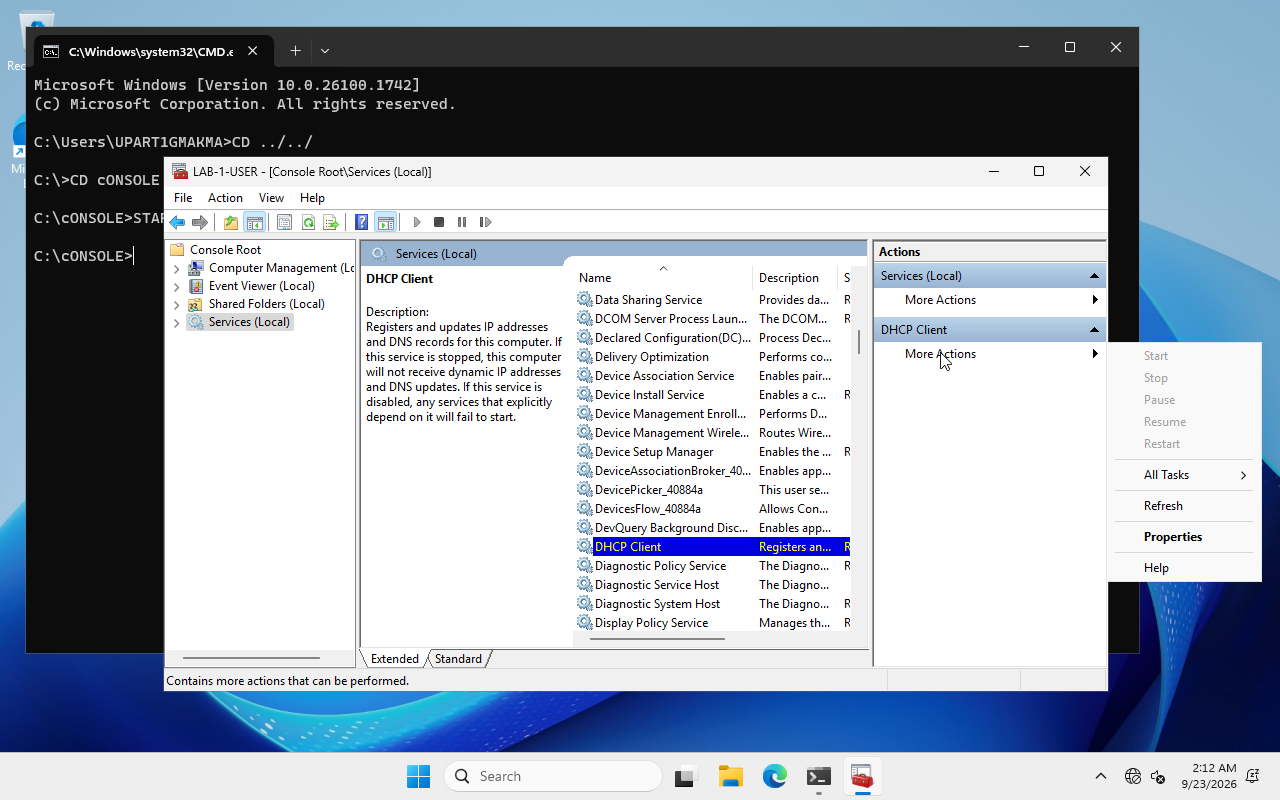 C:\Windows\system32\CMD.e
Microsoft Windows [Version 10.0.26100.1742]
(c) Microsoft Corporation. All rights reserved.
C:\Users\UPART1GMAKMA>CD ../../
C:\>CD cONSOLE
C:\cONSOLE>STAR
C:\cONSOLE>
LAB-1-USER - [Console Root\Services (Local)]
File Action View Help
Console Root
Computer Management (Lo
Event Viewer (Local)
Shared Folders (Local)
Services (Local)
Services (Local)
DHCP Client
Description:
Registers and updates IP addresses
and DNS records for this computer. If
this service is stopped, this computer
will not receive dynamic IP addresses
and DNS updates. If this service is
disabled, any services that explicitly
depend on it will fail to start.
Name Description S
Data Sharing Service Provides da... R
DCOM Server Process Laun... The DCOM... R
Declared Configuration(DC)... Process Dec... R
Delivery Optimization Performs co...
Device Association Service Enables pair...
Device Install Service Enables a c... R
Device Management Enroll... Performs D...
Device Management Wirele... Routes Wire...
Device Setup Manager Enables the ... R
DeviceAssociationBroker_40... Enables app...
DevicePicker_40884a This user se...
DevicesFlow_40884a Allows Con...
DevQuery Background Disc... Enables app...
DHCP Client Registers an... R
Diagnostic Policy Service The Diagno... R
Diagnostic Service Host The Diagno...
Diagnostic System Host The Diagno... R
Display Policy Service Manages th... R
Extended Standard
Contains more actions that can be performed.
Actions
Services (Local)
More Actions
DHCP Client
More Actions
Start
Stop
Pause
Resume
Restart
All Tasks
Refresh
Properties
Help
Search
2:12 AM
9/23/2026